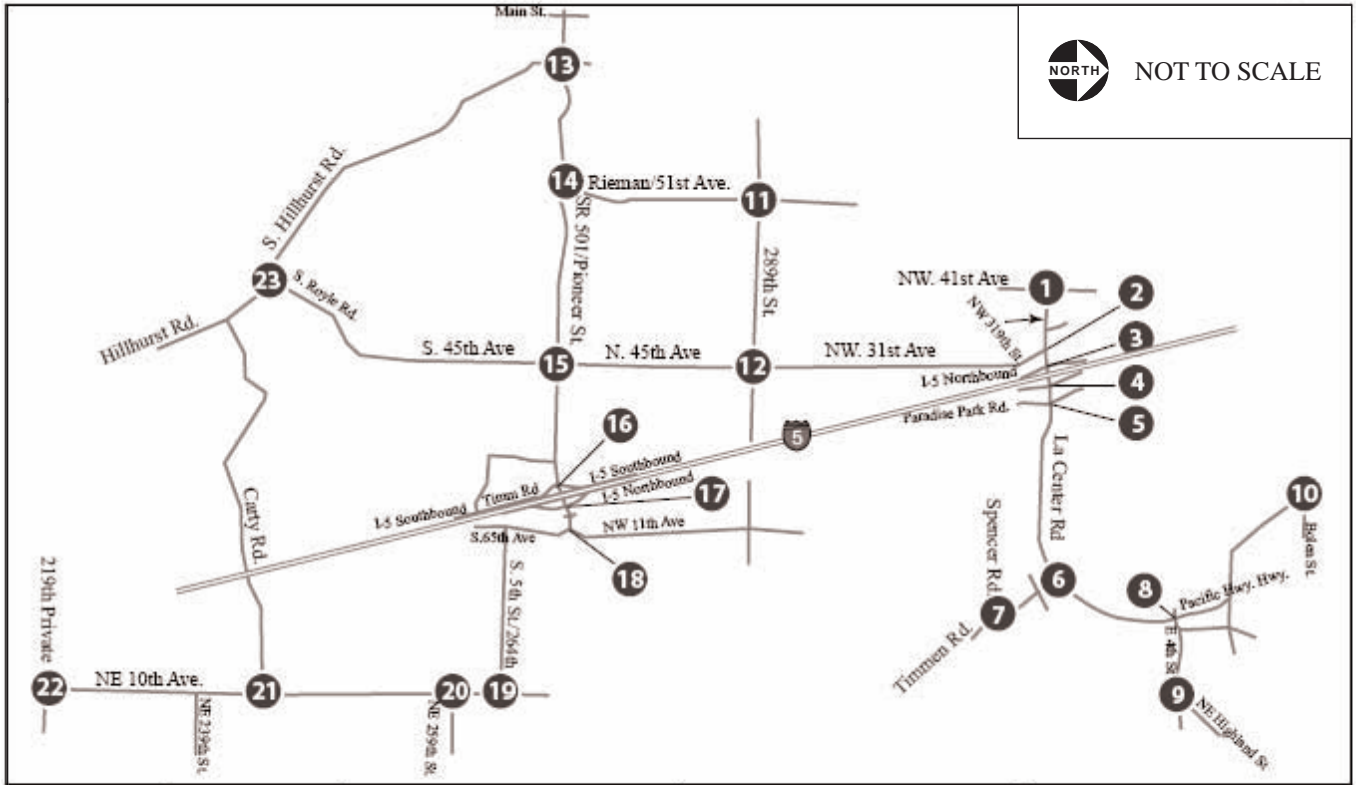 Main St.
NORTH
NOT TO SCALE
13
S. Hillhurst Rd.
14
Rieman/51st Ave.
11
SR 501/Pioneer St.
289th St.
23
S. Royle Rd.
Hillhurst Rd.
NW. 41st Ave
1
2
NW 319th St
3
S. 45th Ave
15
N. 45th Ave
12
NW. 31st Ave
I-5 Northbound
4
Paradise Park Rd.
5
5
16
I-5 Southbound
Timm Rd
I-5 Northbound
17
I-5 Southbound
S.65th Ave
NW 11th Ave
18
Carty Rd.
La Center Rd
Spencer Rd.
10
Bolen St.
6
8
Pacific Hwy. Hwy.
7
Timmen Rd.
E 4th St
9
NE Highland St
219th Private
S. 5th St./264th
22
NE 10th Ave.
21
20
19
NE 239th St.
NE 259th St.